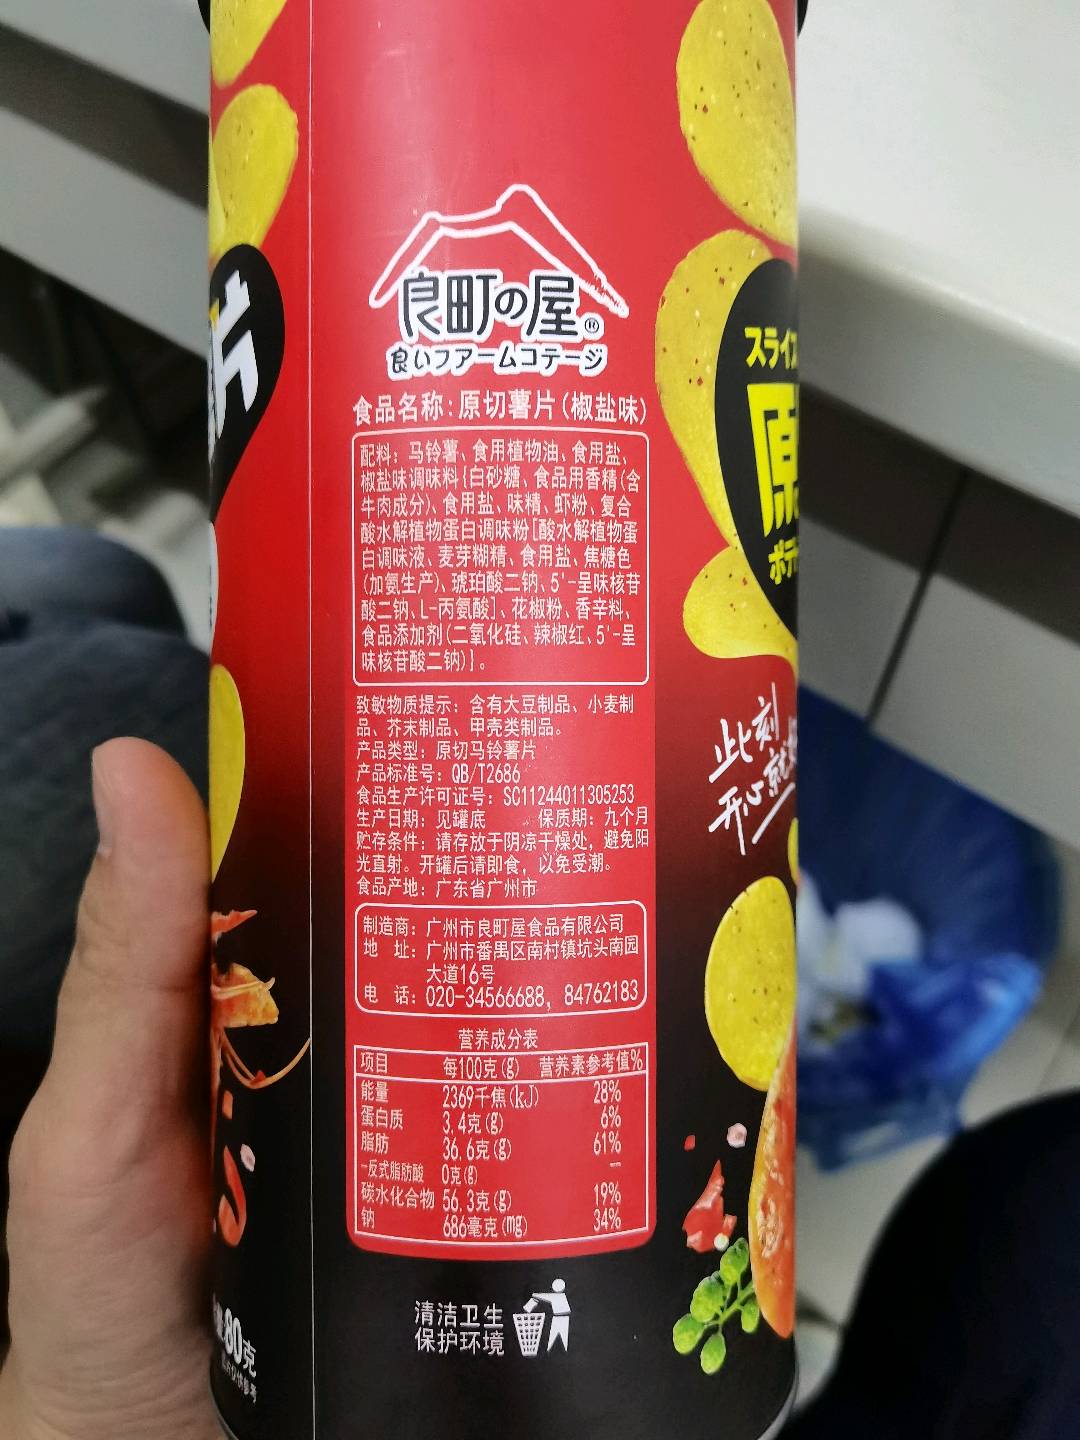 良町の屋®
良いファームコテージ
食品名称:原切薯片(椒盐味)
配料:马铃薯、食用植物油、食用盐、
椒盐味调味料{白砂糖、食品用香精(含
牛肉成分)、食用盐、味精、虾粉、复合
酸水解植物蛋白调味粉[酸水解植物蛋
白调味液、麦芽糊精、食用盐、焦糖色
(加氨生产)、琥珀酸二钠、5'-呈味核苷
酸二钠、L-丙氨酸]、花椒粉、香辛料、
食品添加剂(二氧化硅、辣椒红、5'-呈
味核苷酸二钠)}。
致敏物质提示:含有大豆制品、小麦制
品、芥末制品、甲壳类制品。
产品类型:原切马铃薯片
产品标准号:QB/T2686
食品生产许可证号:SC11244011305253
生产日期:见罐底 保质期:九个月
贮存条件:请存放于阴凉干燥处,避免阳
光直射。开罐后请即食,以免受潮。
食品产地:广东省广州市
制造商:广州市良町屋食品有限公司
地 址:广州市番禺区南村镇坑头南园
大道16号
电 话:020-34566688, 84762183
营养成分表
项目 每100克(g) 营养素参考值%
能量 2369千焦(kJ) 28%
蛋白质 3.4克(g) 6%
脂肪 36.6克(g) 61%
-反式脂肪酸 0克(g) —
碳水化合物 56.3克(g) 19%
钠 686毫克(mg) 34%
清洁卫生
保护环境
片
80克
スライス
原
ポテ
此刻
开心就